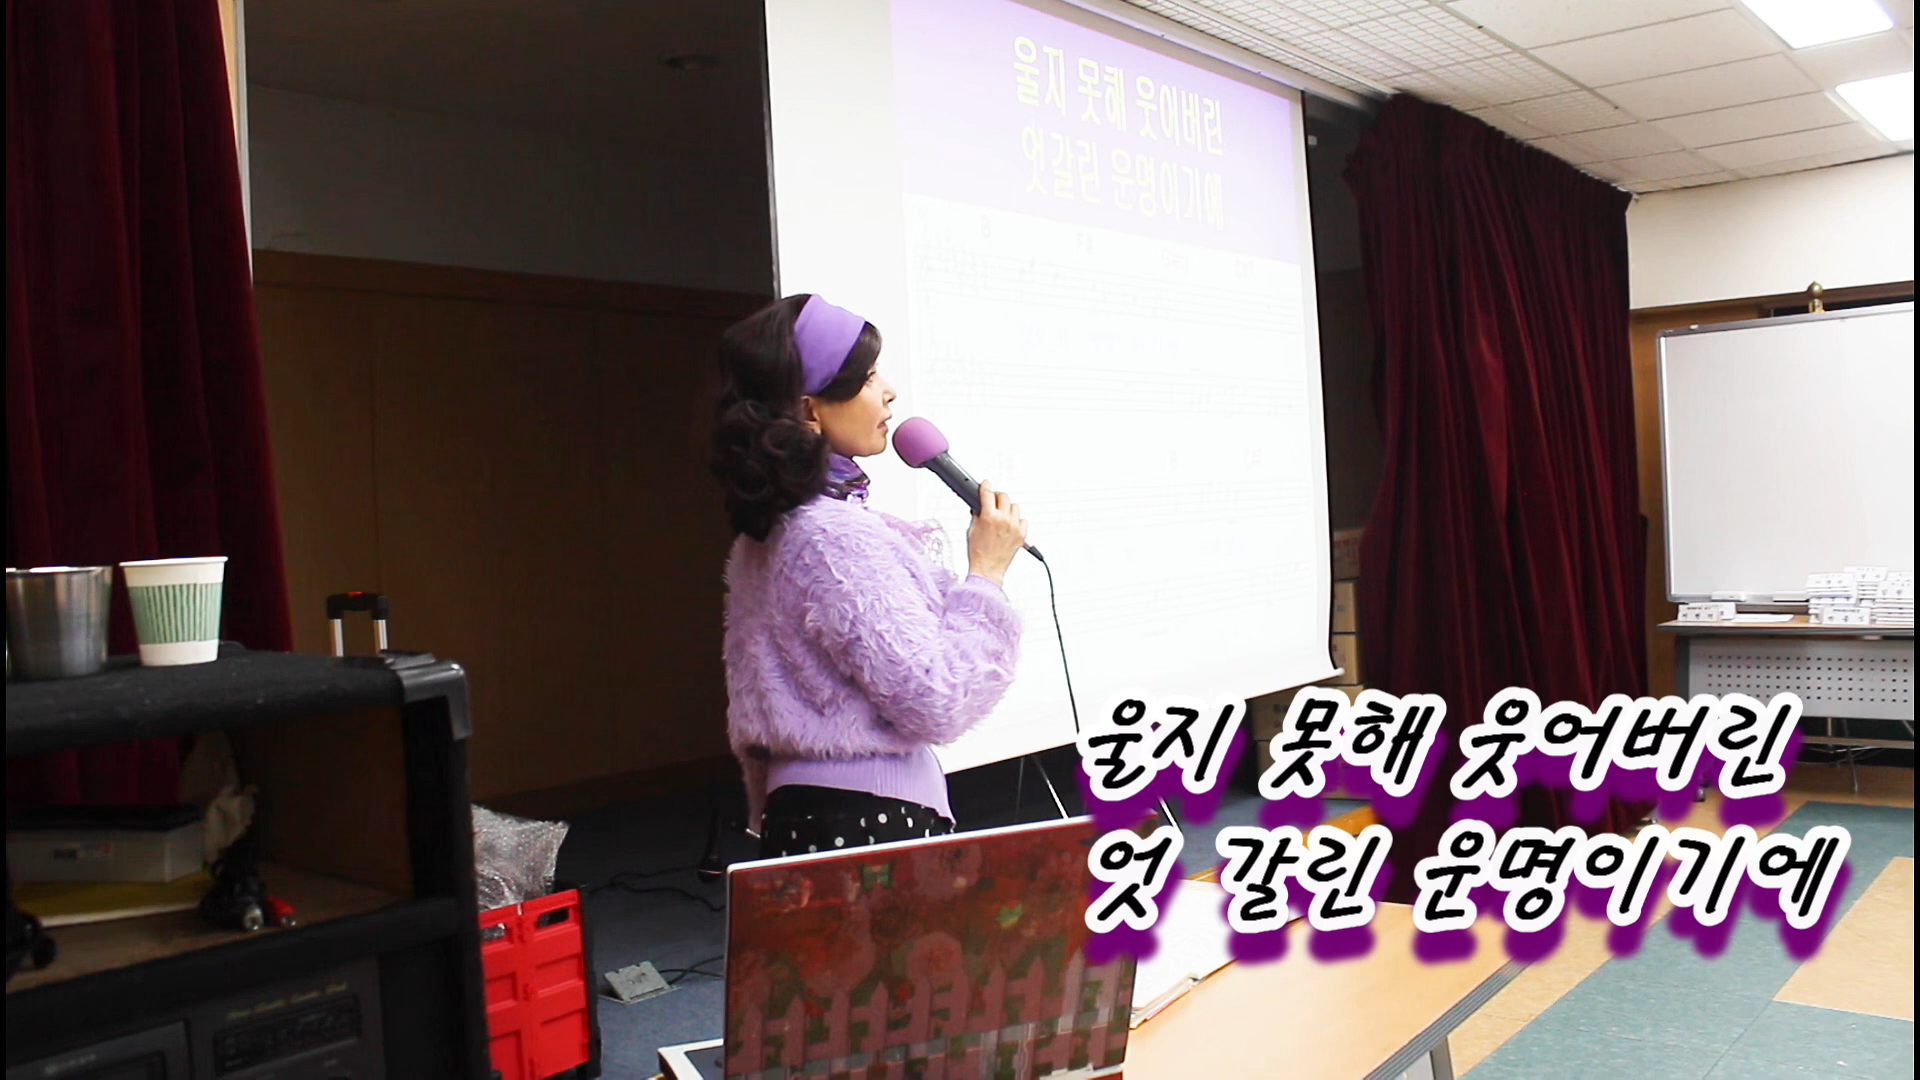 울지 못해 웃어버린
엇갈린 운명이기에
울지 못해 웃어버린
엇 갈린 운명이기에